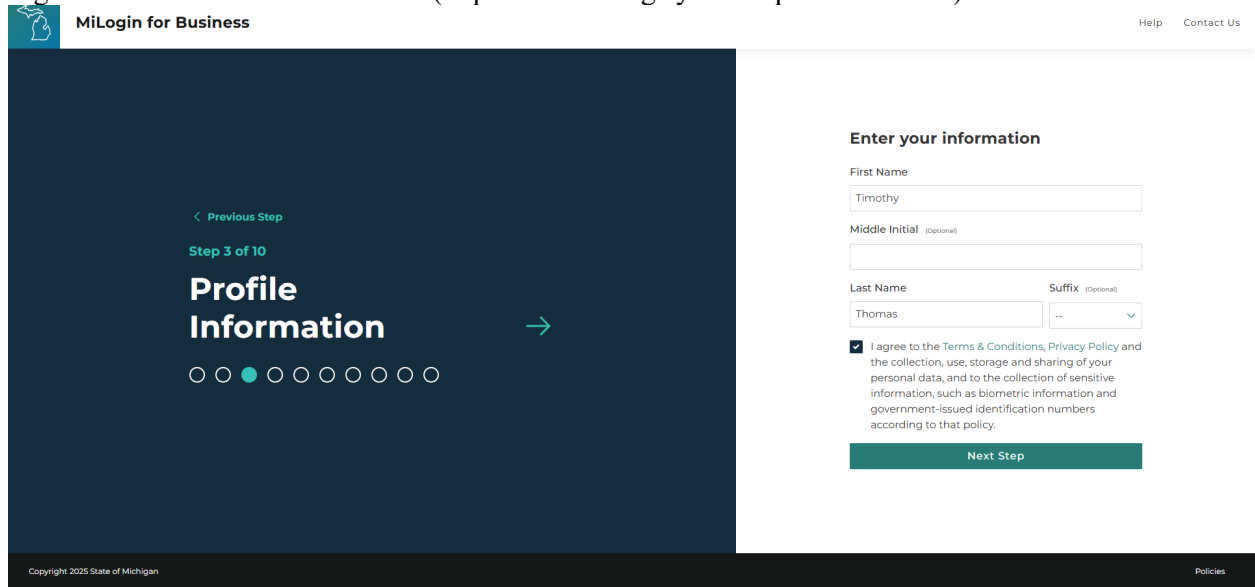 MiLogin for Business
Help Contact Us
< Previous Step
Step 3 of 10
Profile
Information
Enter your information
First Name
Timothy
Middle Initial (Optional)
Last Name Suffix (Optional)
Thomas --
I agree to the Terms & Conditions, Privacy Policy and
the collection, use, storage and sharing of your
personal data, and to the collection of sensitive
information, such as biometric information and
government-issued identification numbers
according to that policy.
Next Step
Copyright 2025 State of Michigan
Policies